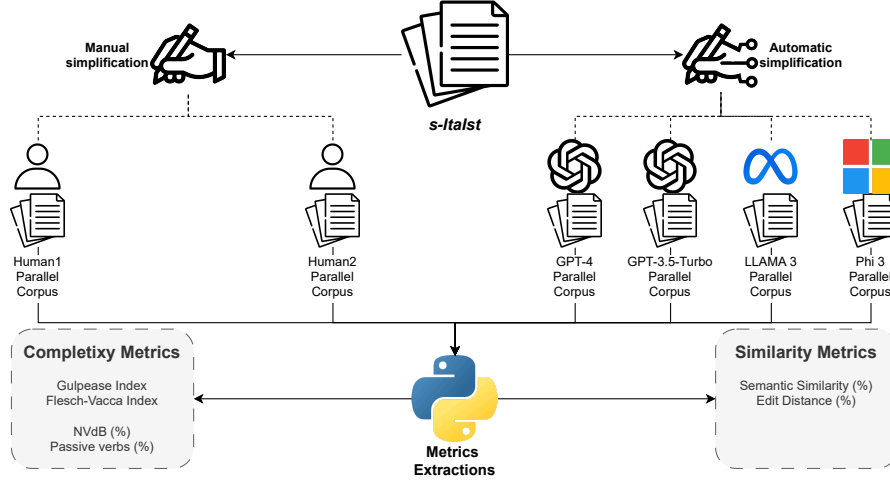 Manual
simplification
Automatic
simplification
s-ItaIst
Human1
Parallel
Corpus
Human2
Parallel
Corpus
GPT-4
Parallel
Corpus
GPT-3.5-Turbo
Parallel
Corpus
LLAMA 3
Parallel
Corpus
Phi 3
Parallel
Corpus
Completixy Metrics
Gulpease Index
Flesch-Vacca Index
NVdB (%)
Passive verbs (%)
Metrics
Extractions
Similarity Metrics
Semantic Similarity (%)
Edit Distance (%)